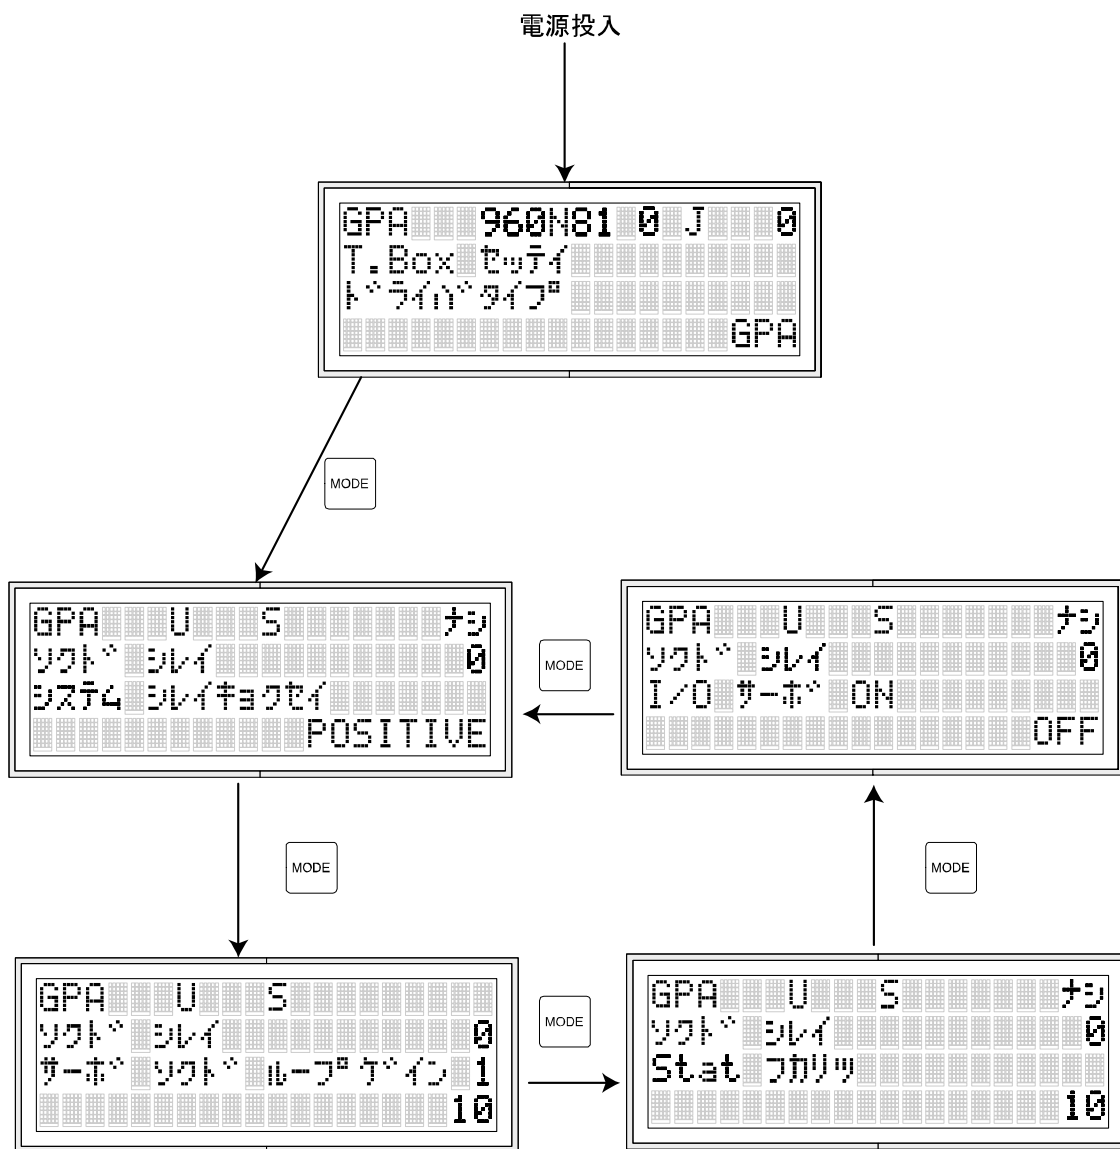 電源投入
GPA 960N81 0 J 0
T.Box セッテイ
ドライバ タイプ
GPA
MODE
GPA U S ナシ
ソクド シレイ 0
システム シレイキョクセイ
POSITIVE
MODE
GPA U S ナシ
ソクド シレイ 0
I/O サーボ ON
OFF
MODE
MODE
GPA U S
ソクド シレイ 0
サーボ ソクド ループ ゲイン 1
10
MODE
GPA U S ナシ
ソクド シレイ 0
Stat フカリツ
10